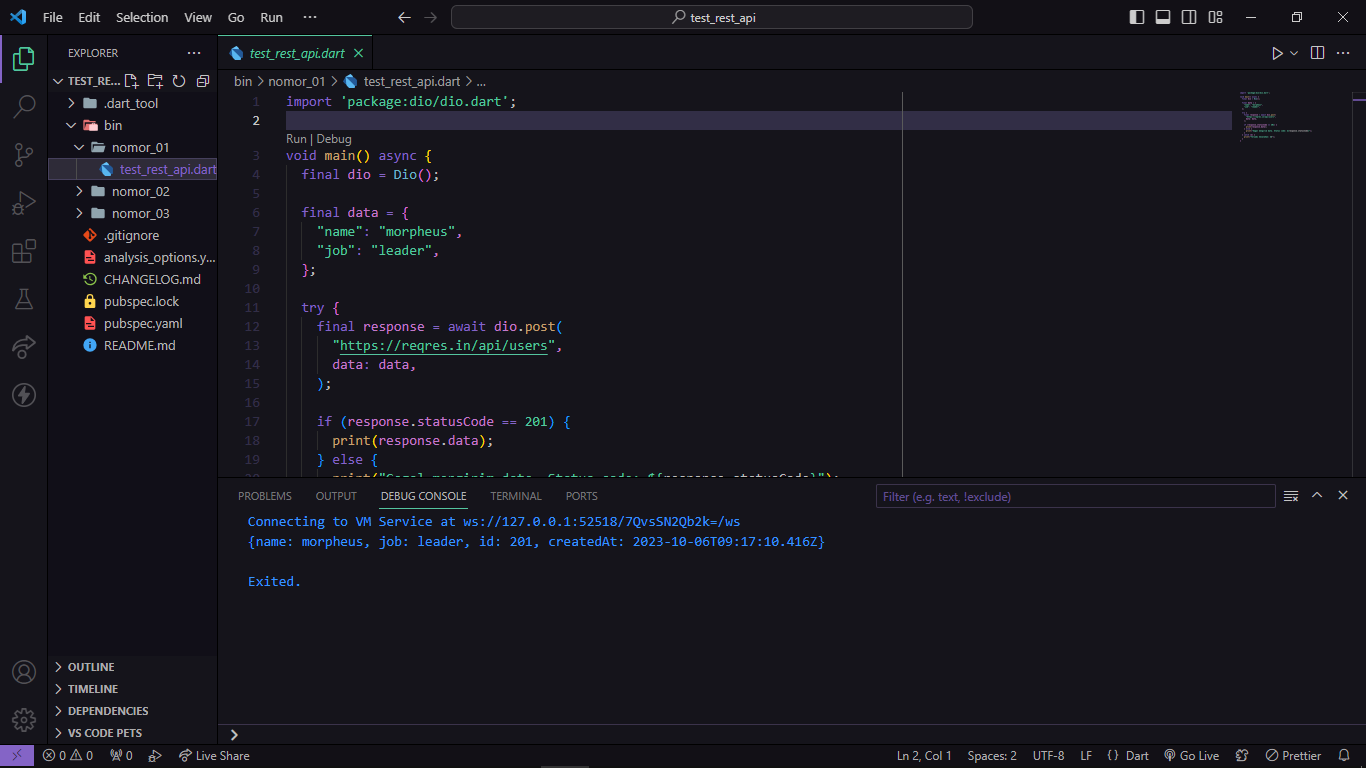 File Edit Selection View Go Run ... test_rest_api
EXPLORER
TEST_RE...
.dart_tool
bin
nomor_01
test_rest_api.dart
nomor_02
nomor_03
.gitignore
analysis_options.y...
CHANGELOG.md
pubspec.lock
pubspec.yaml
README.md
OUTLINE
TIMELINE
DEPENDENCIES
VS CODE PETS
test_rest_api.dart
bin > nomor_01 > test_rest_api.dart > ...
1 import 'package:dio/dio.dart';
2
Run | Debug
3 void main() async {
4 final dio = Dio();
5
6 final data = {
7 "name": "morpheus",
8 "job": "leader",
9 };
10
11 try {
12 final response = await dio.post(
13 "https://reqres.in/api/users",
14 data: data,
15 );
16
17 if (response.statusCode == 201) {
18 print(response.data);
19 } else {
PROBLEMS OUTPUT DEBUG CONSOLE TERMINAL PORTS Filter (e.g. text, !exclude)
Connecting to VM Service at ws://127.0.0.1:52518/7QvsSN2Qb2k=/ws
{name: morpheus, job: leader, id: 201, createdAt: 2023-10-06T09:17:10.416Z}
Exited.
0 0 0 Live Share Ln 2, Col 1 Spaces: 2 UTF-8 LF {} Dart Go Live Prettier